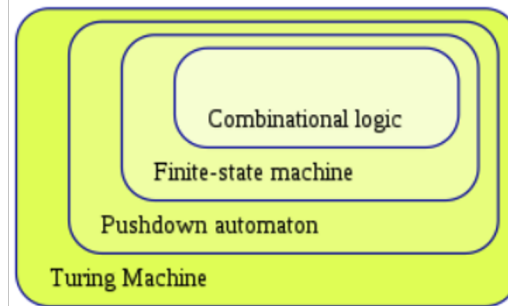 Combinational logic
Finite-state machine
Pushdown automaton
Turing Machine